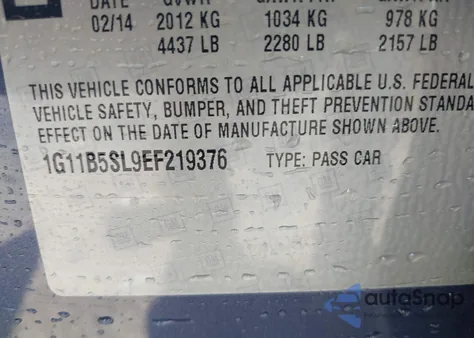 DATE GVWR
02/14 2012 KG 1034 KG 978 KG
4437 LB 2280 LB 2157 LB
THIS VEHICLE CONFORMS TO ALL APPLICABLE U.S. FEDERAL
VEHICLE SAFETY, BUMPER, AND THEFT PREVENTION STANDA
EFFECT ON THE DATE OF MANUFACTURE SHOWN ABOVE.
1G11B5SL9EF219376 TYPE: PASS CAR
autoSnap